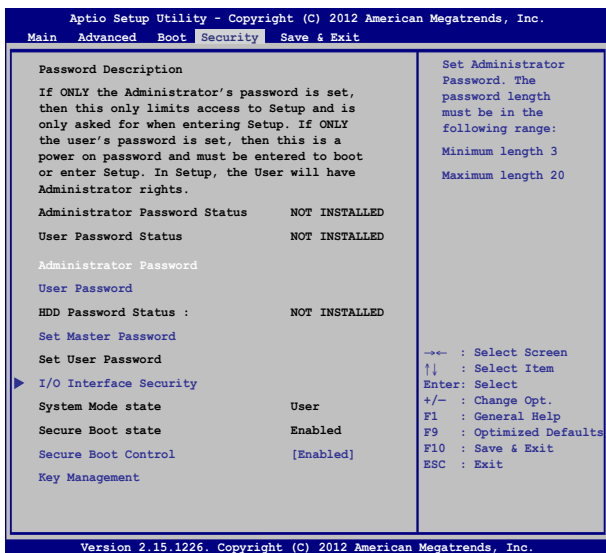 Aptio Setup Utility - Copyright (C) 2012 American Megatrends, Inc.
Main Advanced Boot Security Save & Exit
Password Description
If ONLY the Administrator's password is set,
then this only limits access to Setup and is
only asked for when entering Setup. If ONLY
the user's password is set, then this is a
power on password and must be entered to boot
or enter Setup. In Setup, the User will have
Administrator rights.
Administrator Password Status NOT INSTALLED
User Password Status NOT INSTALLED
Administrator Password
User Password
HDD Password Status : NOT INSTALLED
Set Master Password
Set User Password
I/O Interface Security
System Mode state User
Secure Boot state Enabled
Secure Boot Control [Enabled]
Key Management
Set Administrator
Password. The
password length
must be in the
following range:
Minimum length 3
Maximum length 20
→← : Select Screen
↑↓ : Select Item
Enter: Select
+/— : Change Opt.
F1 : General Help
F9 : Optimized Defaults
F10 : Save & Exit
ESC : Exit
Version 2.15.1226. Copyright (C) 2012 American Megatrends, Inc.